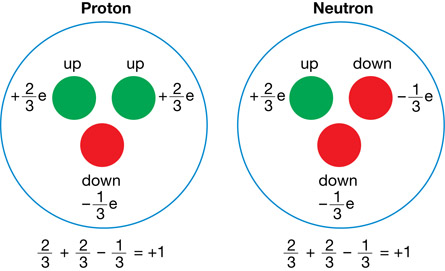 Proton
up up
+2/3e +2/3e
down
−1/3e
2/3 + 2/3 − 1/3 = +1
Neutron
up down
+2/3e −1/3e
down
−1/3e
2/3 + 2/3 − 1/3 = +1